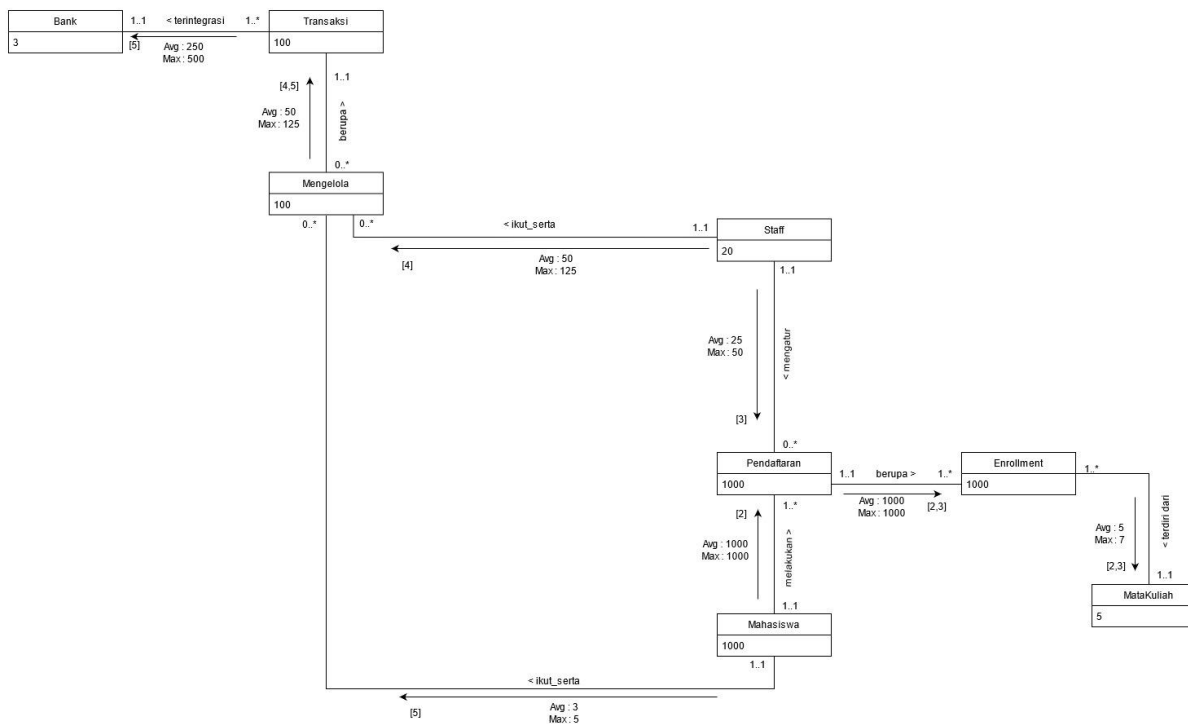 Bank
3
1..1
< terintegrasi
1..*
[5]
Avg : 250
Max : 500
Transaksi
100
1..1
[4,5]
Avg : 50
Max : 125
berupa >
0..*
Mengelola
100
0..*
0..*
< ikut_serta
1..1
[4]
Avg : 50
Max : 125
Staff
20
1..1
Avg : 25
Max : 50
< mengatur
[3]
0..*
Pendaftaran
1000
1..1
berupa >
1..*
Avg : 1000
Max : 1000
[2,3]
Enrollment
1000
1..*
Avg : 5
Max : 7
< terdiri dari
[2,3]
1..1
MataKuliah
5
[2]
1..*
Avg : 1000
Max : 1000
melakukan >
1..1
Mahasiswa
1000
1..1
< ikut_serta
[5]
Avg : 3
Max : 5